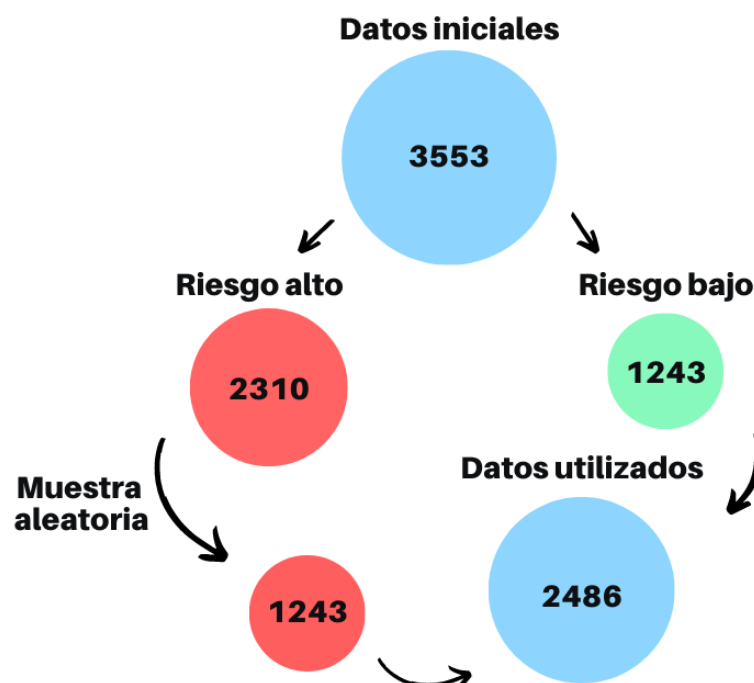 Datos iniciales
3553
Riesgo alto
Riesgo bajo
2310
1243
Datos utilizados
Muestra
aleatoria
1243
2486